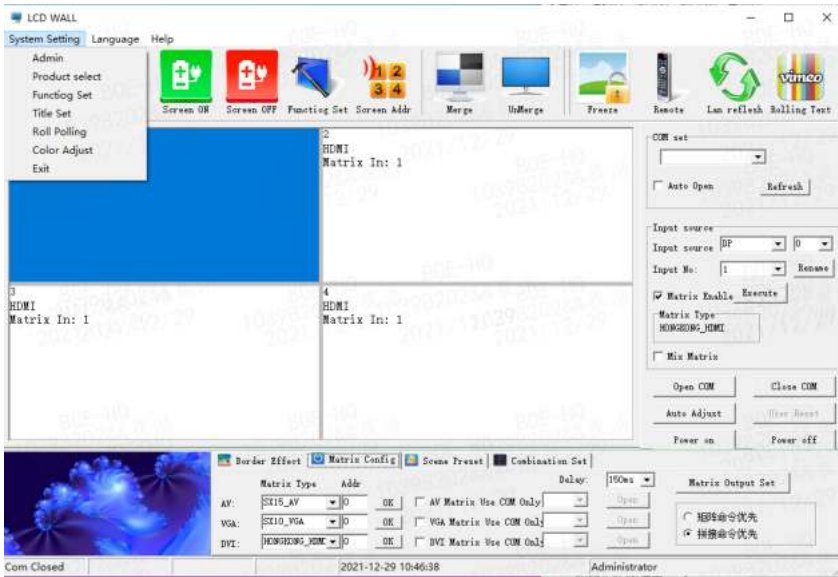 LCD WALL
System Setting Language Help
Admin
Product select
Functiog Set
Title Set
Roll Polling
Color Adjust
Exit
Screen ON Screen OFF Functiog Set Screen Addr Merge UnMerge Freeze Remote Lan reflesh Rolling Text
1 2
3 4
vimeo
2
HDMI
Matrix In: 1
3
HDMI
Matrix In: 1
4
HDMI
Matrix In: 1
COM set
Auto Open Refresh
Input source
Input source DP 0
Input No: 1 Rename
Matrix Enable Execute
Matrix Type
HONGKONG_HDMI
Mix Matrix
Open COM Close COM
Auto Adjust User Reset
Power on Power off
Border Effect Matrix Config Scene Preset Combination Set
Matrix Type Addr Delay: 150ms Matrix Output Set
AV: SX15_AV 0 OK AV Matrix Use COM Only Open
VGA: SX10_VGA 0 OK VGA Matrix Use COM Only Open
DVI: HONGKONG_HDMI 0 OK DVI Matrix Use COM Only Open
矩阵命令优先
拼接命令优先
Com Closed 2021-12-29 10:46:38 Administrator